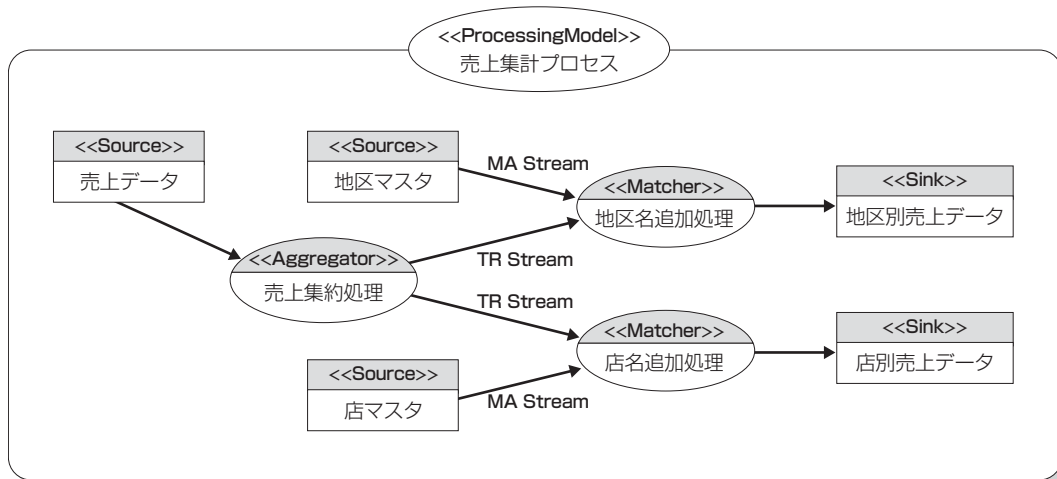 <<ProcessingModel>>
売上集計プロセス
<<Source>>
売上データ
<<Source>>
地区マスタ
MA Stream
<<Matcher>>
地区名追加処理
<<Sink>>
地区別売上データ
<<Aggregator>>
売上集約処理
TR Stream
TR Stream
<<Matcher>>
店名追加処理
<<Sink>>
店別売上データ
<<Source>>
店マスタ
MA Stream